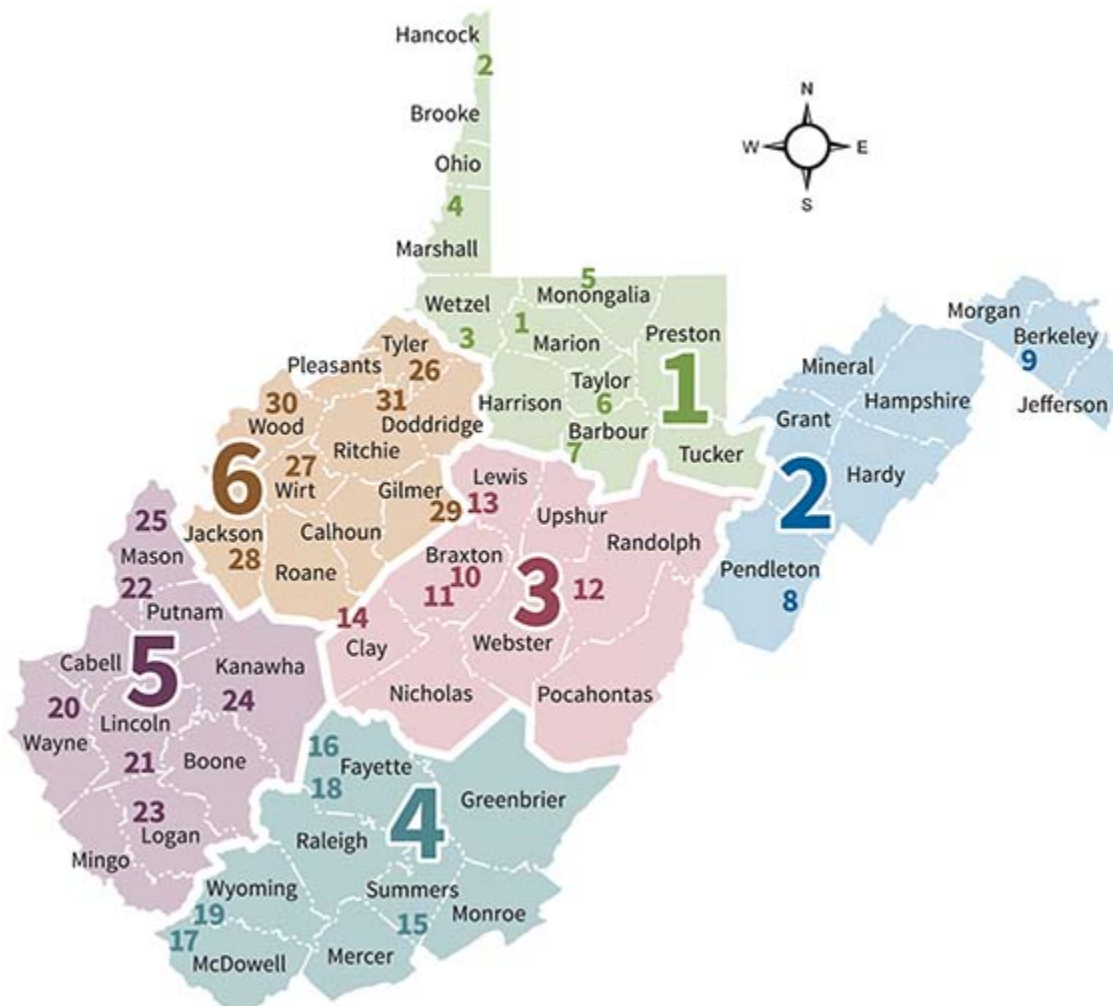 Hancock
2
N
Brooke
W
E
Ohio
S
4
Marshall
5
Wetzel
Monongalia
Morgan
1
Berkeley
3
Marion
Preston
9
Tyler
Mineral
Pleasants
26
Taylor
1
Hampshire
Jefferson
30
31
Harrison
6
Grant
Wood
Doddridge
Barbour
Ritchie
7
Tucker
6
27
Lewis
2
Hardy
Wirt
Gilmer
13
29
Upshur
25
Jackson
Calhoun
Randolph
Mason
28
Braxton
10
Pendleton
22
Roane
11
3
12
8
Putnam
14
Webster
Clay
Cabell
5
Kanawha
20
24
Nicholas
Pocahontas
Lincoln
Wayne
16
21
Boone
Fayette
18
4
Greenbrier
23
Logan
Raleigh
Mingo
Wyoming
Summers
19
15
Monroe
17
McDowell
Mercer